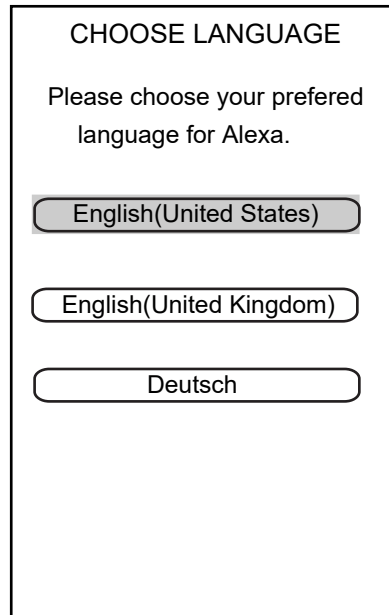 CHOOSE LANGUAGE
Please choose your prefered
language for Alexa.
English(United States)
English(United Kingdom)
Deutsch